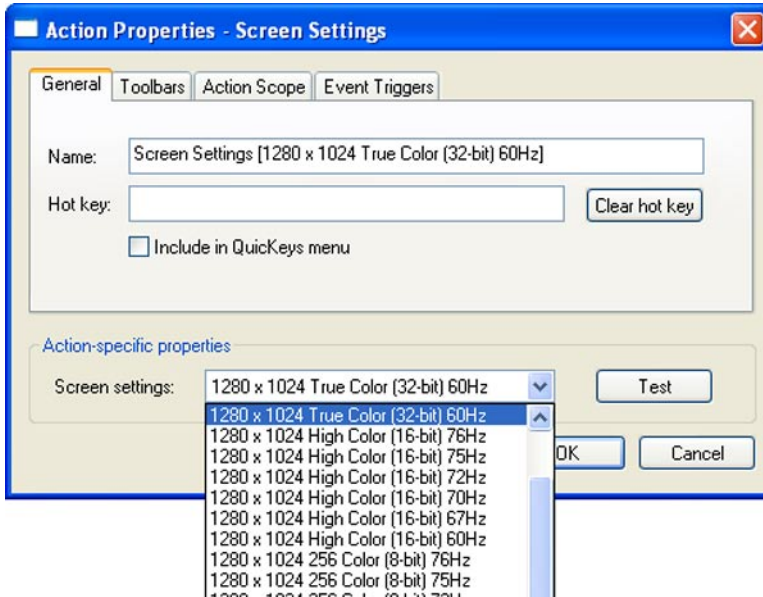 Action Properties - Screen Settings
General Toolbars Action Scope Event Triggers
Name: Screen Settings [1280 x 1024 True Color (32-bit) 60Hz]
Hot key: Clear hot key
Include in QuicKeys menu
Action-specific properties
Screen settings: 1280 x 1024 True Color (32-bit) 60Hz Test
1280 x 1024 True Color (32-bit) 60Hz
1280 x 1024 High Color (16-bit) 76Hz
1280 x 1024 High Color (16-bit) 75Hz
OK Cancel
1280 x 1024 High Color (16-bit) 72Hz
1280 x 1024 High Color (16-bit) 70Hz
1280 x 1024 High Color (16-bit) 67Hz
1280 x 1024 High Color (16-bit) 60Hz
1280 x 1024 256 Color (8-bit) 76Hz
1280 x 1024 256 Color (8-bit) 75Hz